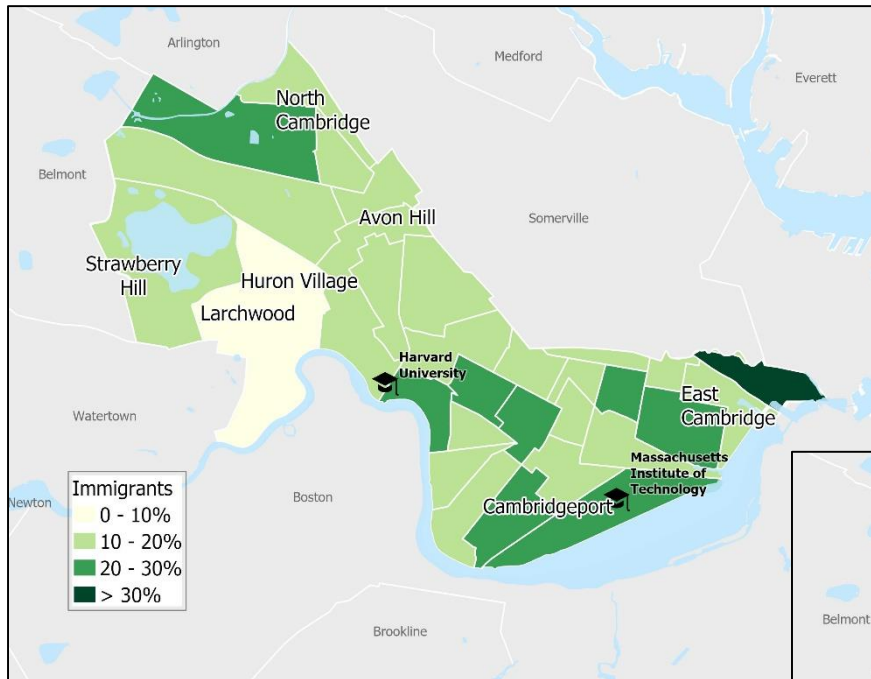 Arlington
Medford
Everett
North
Cambridge
Belmont
Avon Hill
Somerville
Strawberry
Hill
Huron Village
Larchwood
Harvard
University
East
Cambridge
Watertown
Massachusetts
Institute of
Technology
Immigrants
0 - 10%
10 - 20%
20 - 30%
> 30%
Newton
Boston
Cambridgeport
Brookline
Belmont